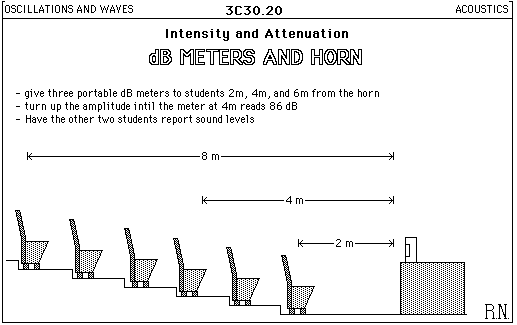 OSCILLATIONS AND WAVES 3C30.20 ACOUSTICS
Intensity and Attenuation
dB METERS AND HORN
- give three portable dB meters to students 2m, 4m, and 6m from the horn
- turn up the amplitude intil the meter at 4m reads 86 dB
- Have the other two students report sound levels
8 m
4 m
2 m
R.N.